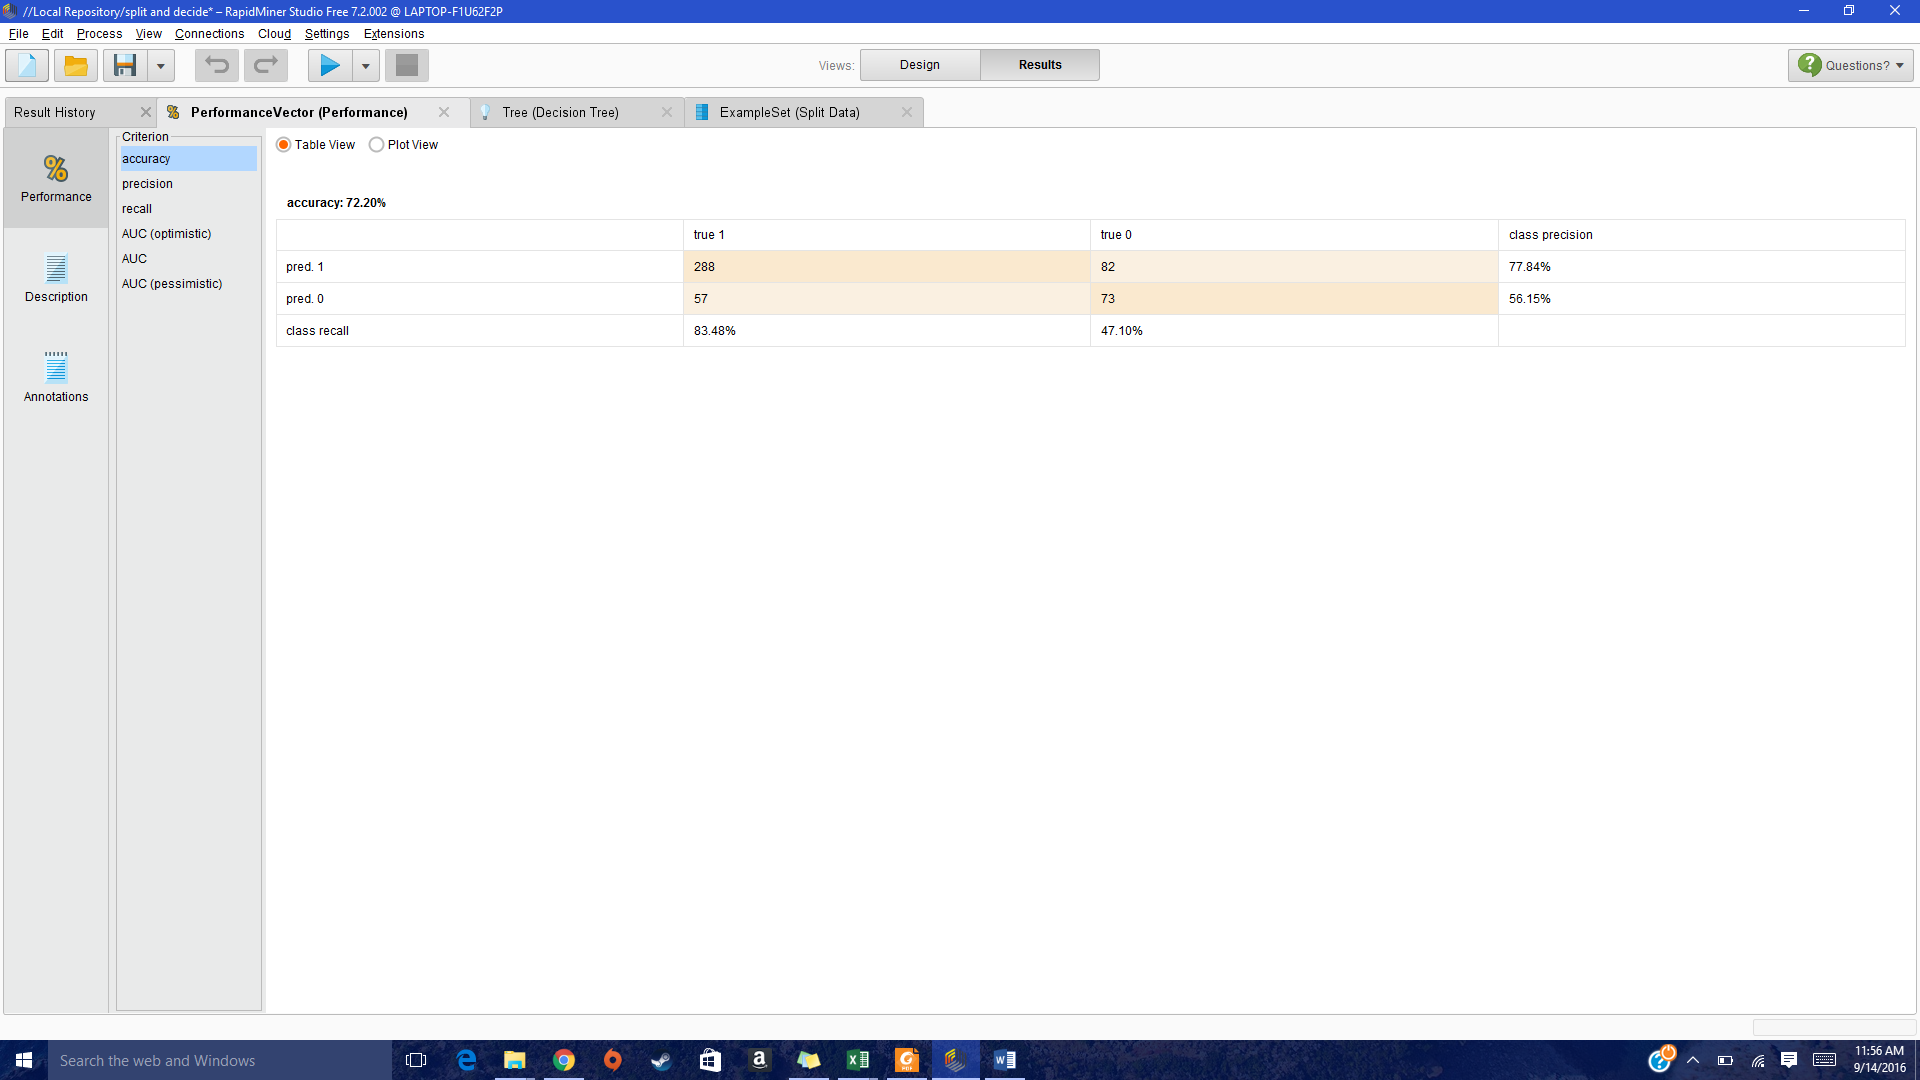 //Local Repository/split and decide* – RapidMiner Studio Free 7.2.002 @ LAPTOP-F1U62F2P
File Edit Process View Connections Cloud Settings Extensions
Views: Design Results
Questions?
Result History PerformanceVector (Performance) Tree (Decision Tree) ExampleSet (Split Data)
%
Performance
Description
Annotations
Criterion
accuracy
precision
recall
AUC (optimistic)
AUC
AUC (pessimistic)
Table View Plot View
accuracy: 72.20%
true 1 true 0 class precision
pred. 1 288 82 77.84%
pred. 0 57 73 56.15%
class recall 83.48% 47.10%
Search the web and Windows
11:56 AM
9/14/2016